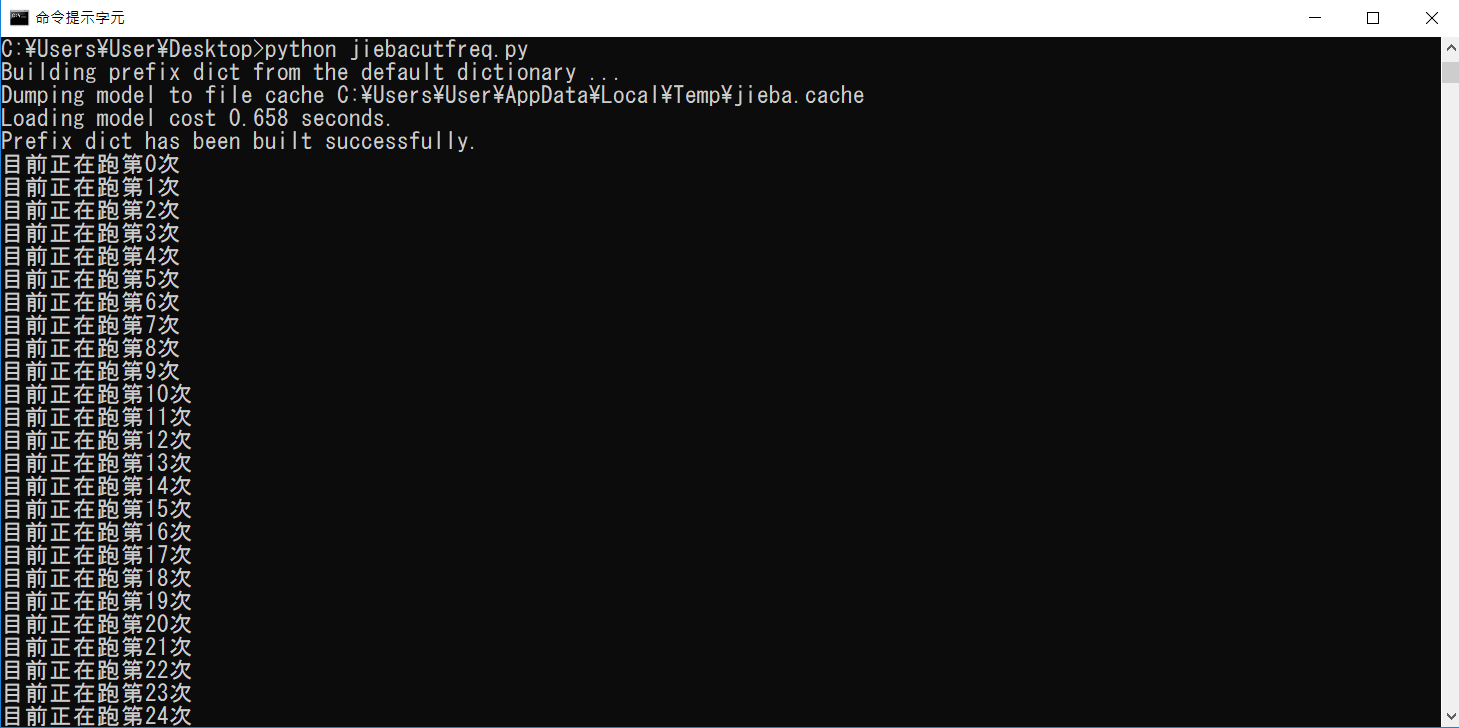 命令提示字元
C:¥Users¥User¥Desktop>python jiebacutfreq.py
Building prefix dict from the default dictionary ...
Dumping model to file cache C:¥Users¥User¥AppData¥Local¥Temp¥jieba.cache
Loading model cost 0.658 seconds.
Prefix dict has been built successfully.
目前正在跑第0次
目前正在跑第1次
目前正在跑第2次
目前正在跑第3次
目前正在跑第4次
目前正在跑第5次
目前正在跑第6次
目前正在跑第7次
目前正在跑第8次
目前正在跑第9次
目前正在跑第10次
目前正在跑第11次
目前正在跑第12次
目前正在跑第13次
目前正在跑第14次
目前正在跑第15次
目前正在跑第16次
目前正在跑第17次
目前正在跑第18次
目前正在跑第19次
目前正在跑第20次
目前正在跑第21次
目前正在跑第22次
目前正在跑第23次
目前正在跑第24次